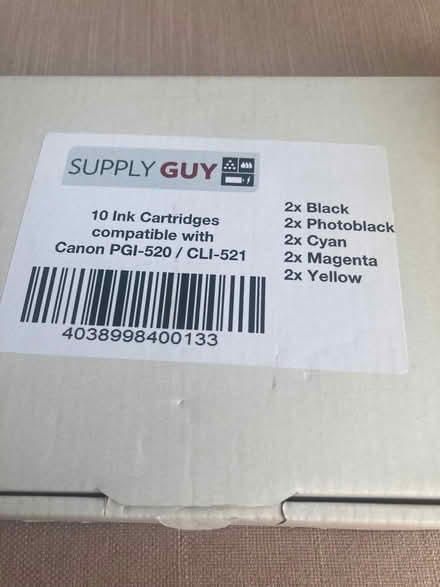 SUPPLY GUY
10 Ink Cartridges
compatible with
Canon PGI-520 / CLI-521
4038998400133
2x Black
2x Photoblack
2x Cyan
2x Magenta
2x Yellow